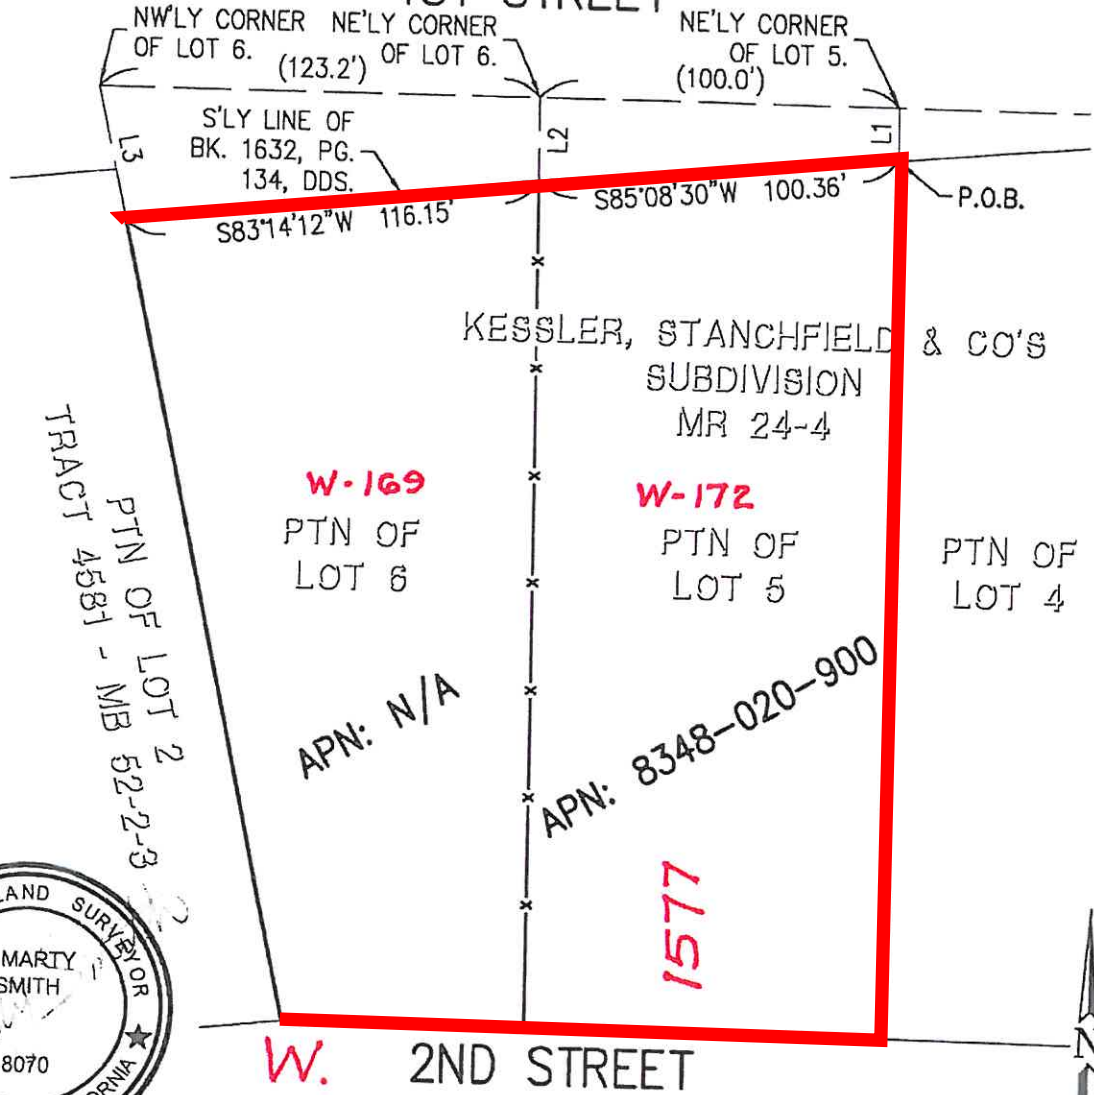 1ST STREET
NW'LY CORNER
OF LOT 6.
(123.2')
NE'LY CORNER
OF LOT 6.
NE'LY CORNER
OF LOT 5.
(100.0')
S'LY LINE OF
BK. 1632, PG.
134, DDS.
L3
L2
L1
S83°14'12"W 116.15'
S85°08'30"W 100.36'
P.O.B.
KESSLER, STANCHFIELD & CO'S
SUBDIVISION
MR 24-4
W-169
PTN OF
LOT 6
W-172
PTN OF
LOT 5
PTN OF
LOT 4
PTN OF LOT 2
TRACT 4581 - MB 52-2-3
APN: N/A
APN: 8348-020-900
1577
LAND SURVEYOR
MARTY
SMITH
8070
W. 2ND STREET
N